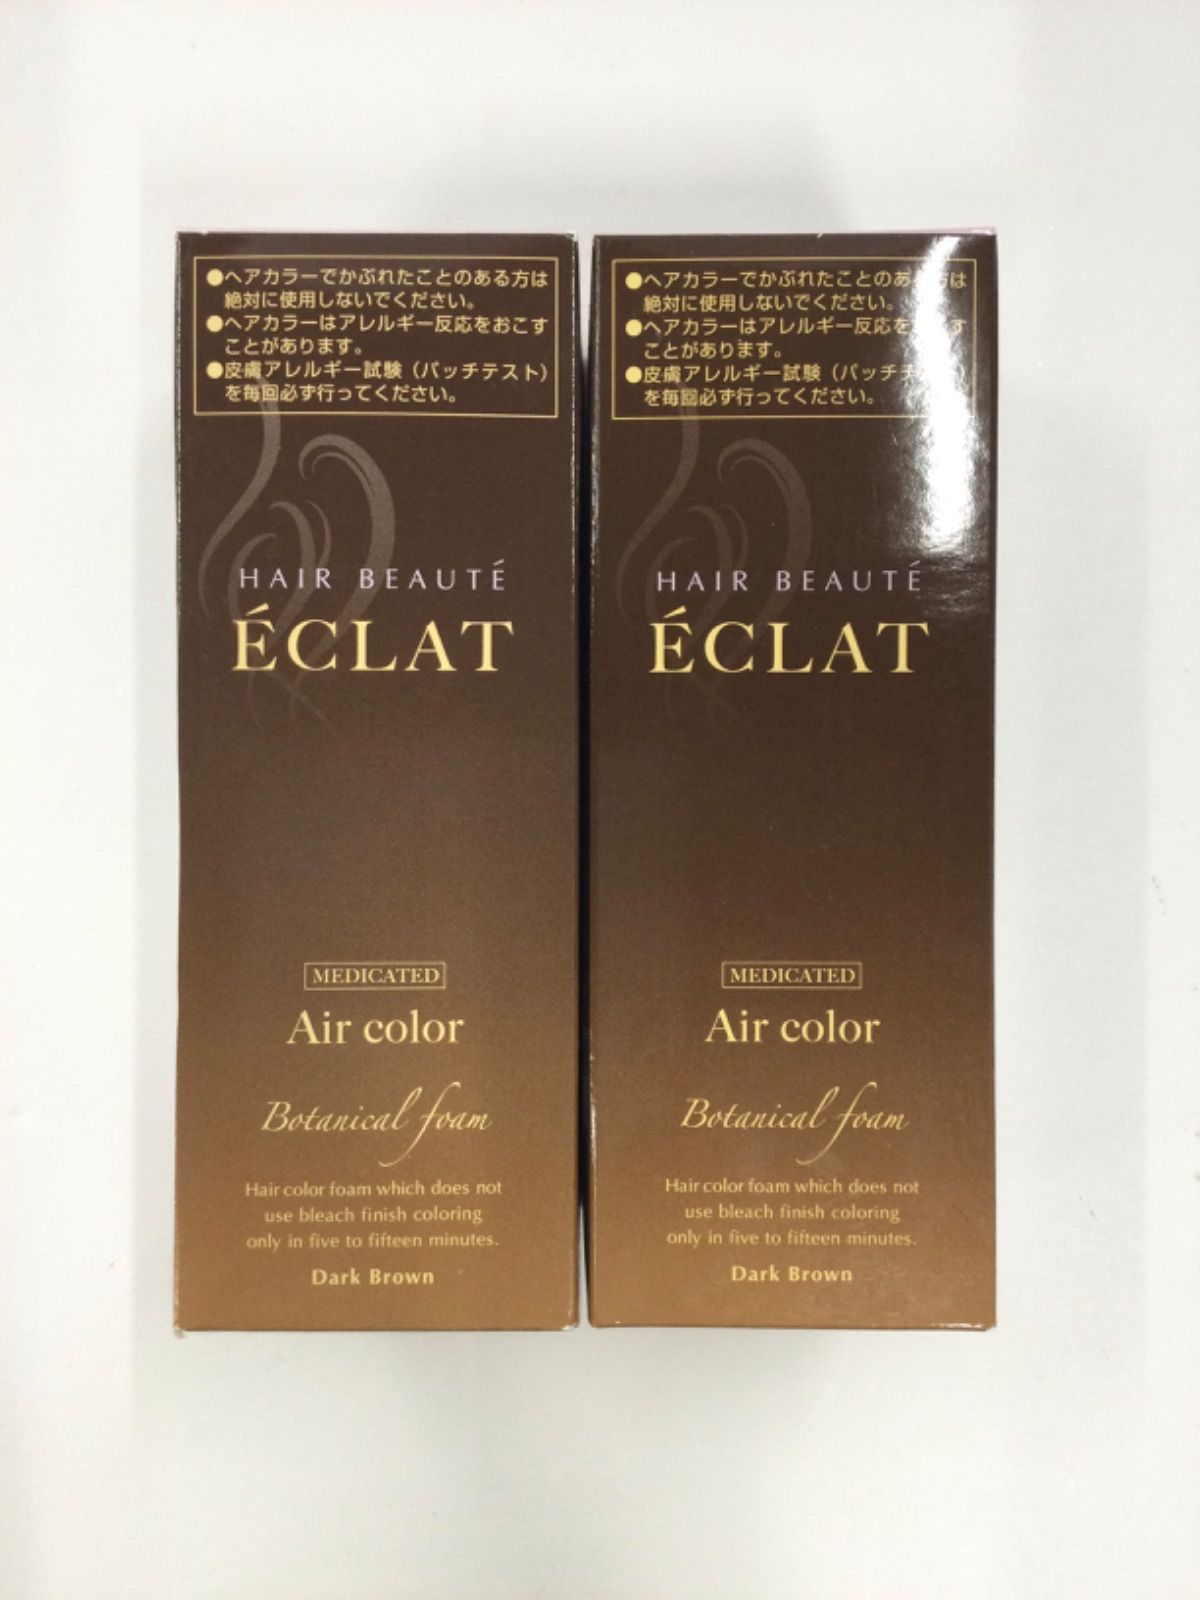 ●ヘアカラーでかぶれたことのある方は
絶対に使用しないでください。
●ヘアカラーはアレルギー反応をおこす
ことがあります。
●皮膚アレルギー試験（パッチテスト）
を毎回必ず行ってください。
HAIR BEAUTÉ
ÉCLAT
MEDICATED
Air color
Botanical foam
Hair color foam which does not
use bleach finish coloring
only in five to fifteen minutes.
Dark Brown
●ヘアカラーでかぶれたことのある方は
絶対に使用しないでください。
●ヘアカラーはアレルギー反応をおこす
ことがあります。
●皮膚アレルギー試験（パッチテスト）
を毎回必ず行ってください。
HAIR BEAUTÉ
ÉCLAT
MEDICATED
Air color
Botanical foam
Hair color foam which does not
use bleach finish coloring
only in five to fifteen minutes.
Dark Brown